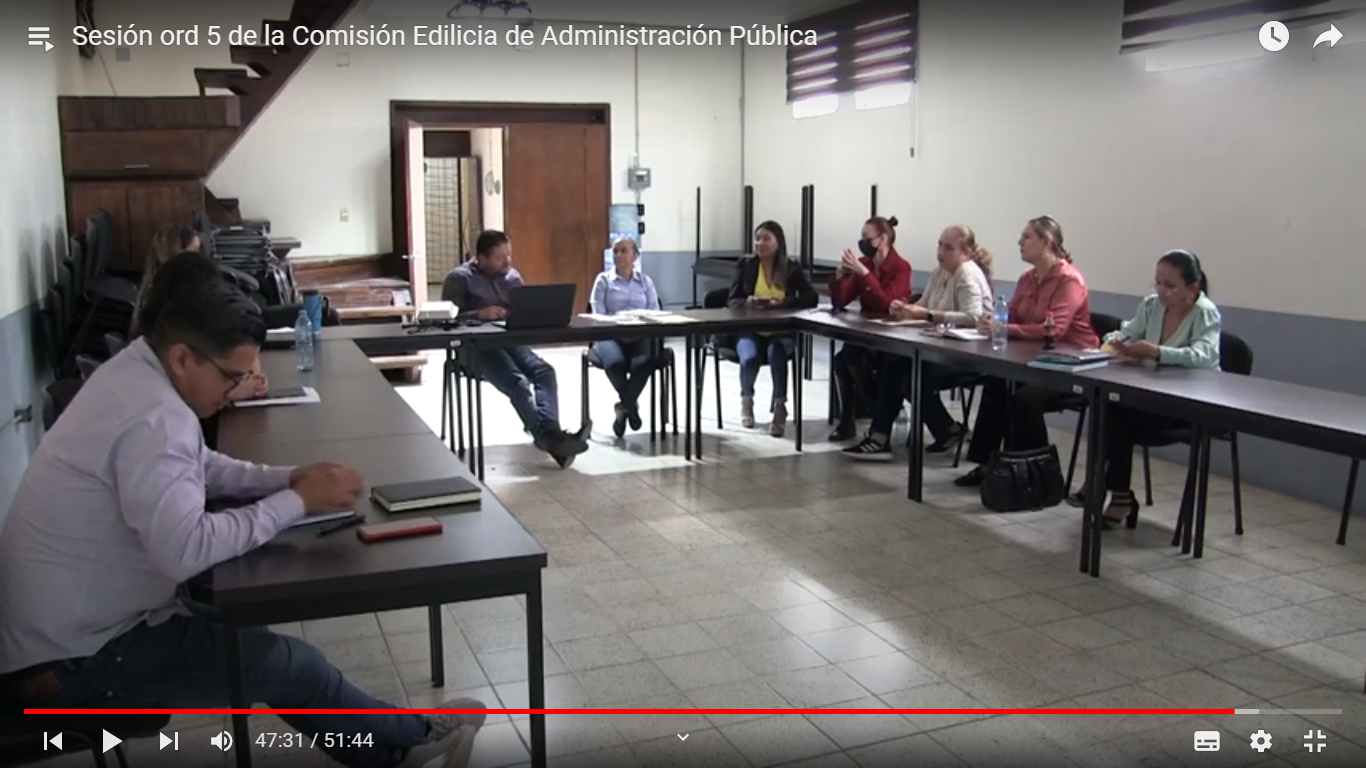 Sesión ord 5 de la Comisión Edilicia de Administración Pública
47:31 / 51:44